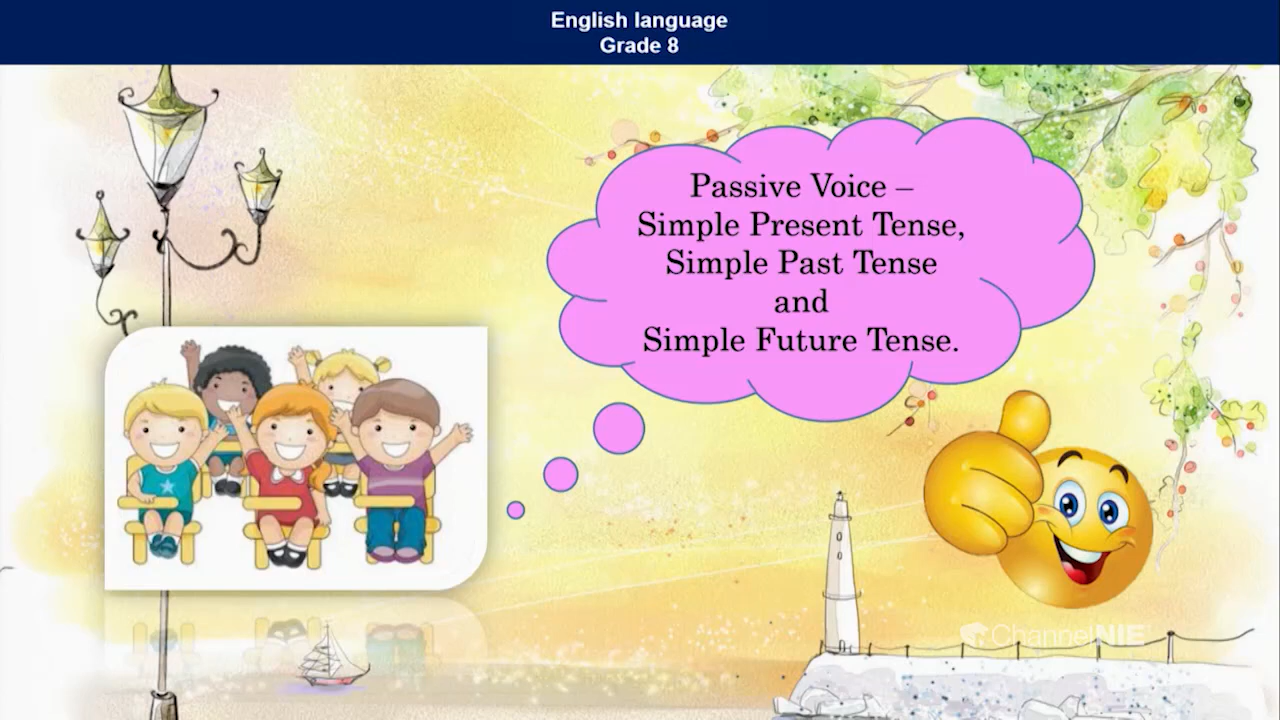 English language
Grade 8
Passive Voice –
Simple Present Tense,
Simple Past Tense
and
Simple Future Tense.
ChannelNIE